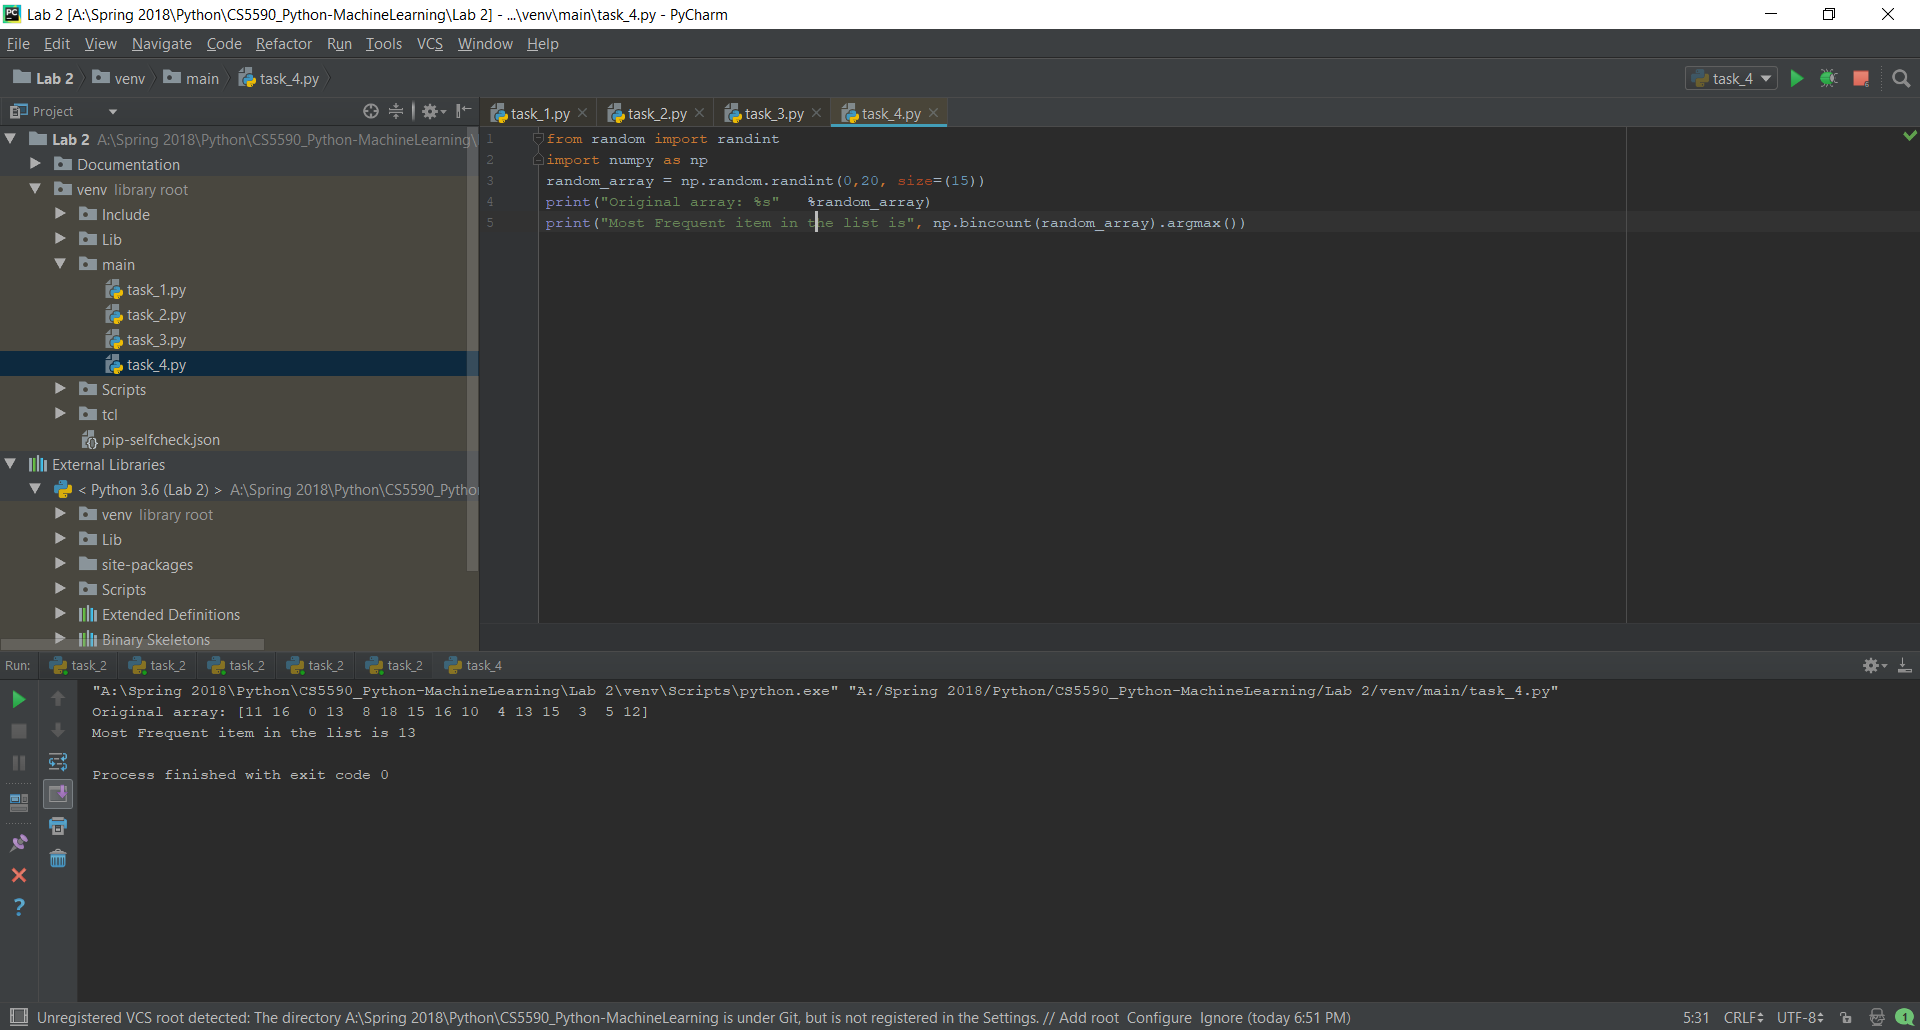 PC Lab 2 [A:\Spring 2018\Python\CS5590_Python-MachineLearning\Lab 2] - ...\venv\main\task_4.py - PyCharm
File Edit View Navigate Code Refactor Run Tools VCS Window Help
Lab 2 venv main task_4.py task_4
Project
task_1.py task_2.py task_3.py task_4.py
Lab 2 A:\Spring 2018\Python\CS5590_Python-MachineLearning\
Documentation
venv library root
Include
Lib
main
task_1.py
task_2.py
task_3.py
task_4.py
Scripts
tcl
pip-selfcheck.json
External Libraries
< Python 3.6 (Lab 2) > A:\Spring 2018\Python\CS5590_Pytho
venv library root
Lib
site-packages
Scripts
Extended Definitions
Binary Skeletons
1 from random import randint
2 import numpy as np
3 random_array = np.random.randint(0,20, size=(15))
4 print("Original array: %s" %random_array)
5 print("Most Frequent item in the list is", np.bincount(random_array).argmax())
Run: task_2 task_2 task_2 task_2 task_2 task_4
"A:\Spring 2018\Python\CS5590_Python-MachineLearning\Lab 2\venv\Scripts\python.exe" "A:/Spring 2018/Python/CS5590_Python-MachineLearning/Lab 2/venv/main/task_4.py"
Original array: [11 16  0 13  8 18 15 16 10  4 13 15  3  5 12]
Most Frequent item in the list is 13
Process finished with exit code 0
Unregistered VCS root detected: The directory A:\Spring 2018\Python\CS5590_Python-MachineLearning is under Git, but is not registered in the Settings. // Add root Configure Ignore (today 6:51 PM) 5:31 CRLF UTF-8 1